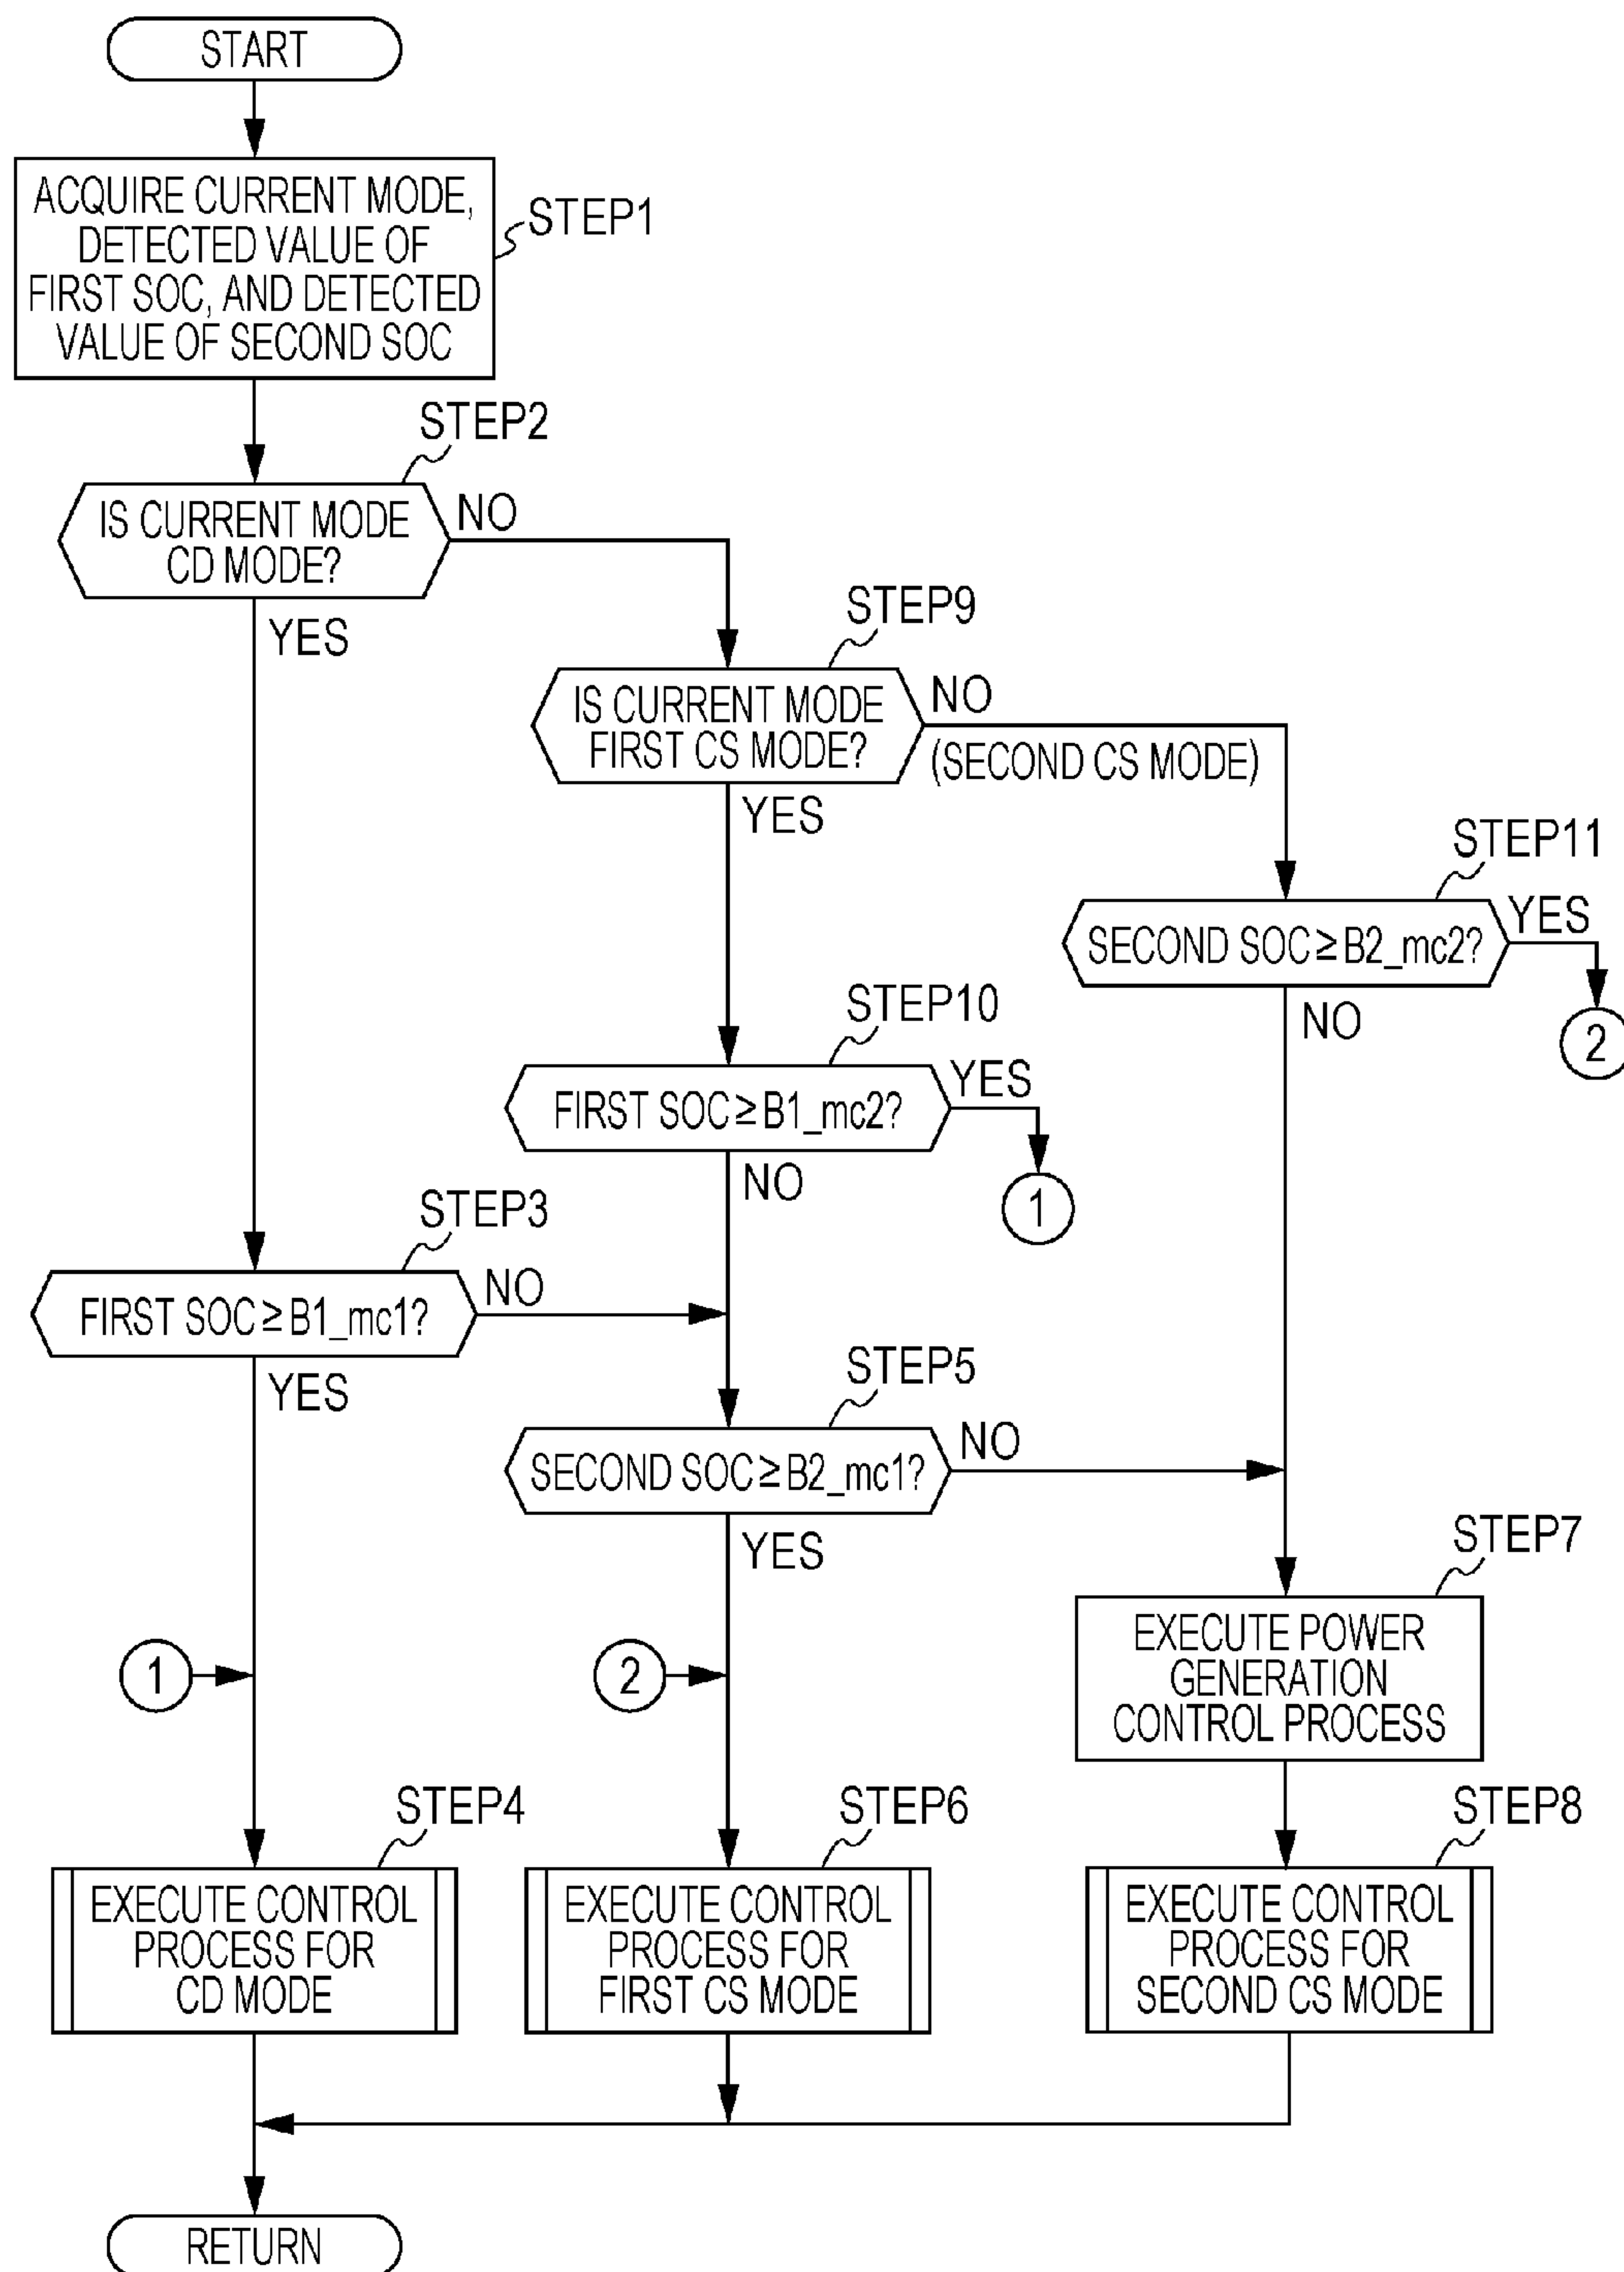 START
ACQUIRE CURRENT MODE,
DETECTED VALUE OF
FIRST SOC, AND DETECTED
VALUE OF SECOND SOC
STEP1
STEP2
IS CURRENT MODE
CD MODE?
NO
YES
STEP9
IS CURRENT MODE
FIRST CS MODE?
NO
(SECOND CS MODE)
YES
STEP11
SECOND SOC ≥ B2_mc2?
YES
2
NO
STEP10
FIRST SOC ≥ B1_mc2?
YES
1
NO
STEP3
FIRST SOC ≥ B1_mc1?
NO
YES
STEP5
SECOND SOC ≥ B2_mc1?
NO
YES
STEP7
EXECUTE POWER
GENERATION
CONTROL PROCESS
1
2
STEP4
EXECUTE CONTROL
PROCESS FOR
CD MODE
STEP6
EXECUTE CONTROL
PROCESS FOR
FIRST CS MODE
STEP8
EXECUTE CONTROL
PROCESS FOR
SECOND CS MODE
RETURN